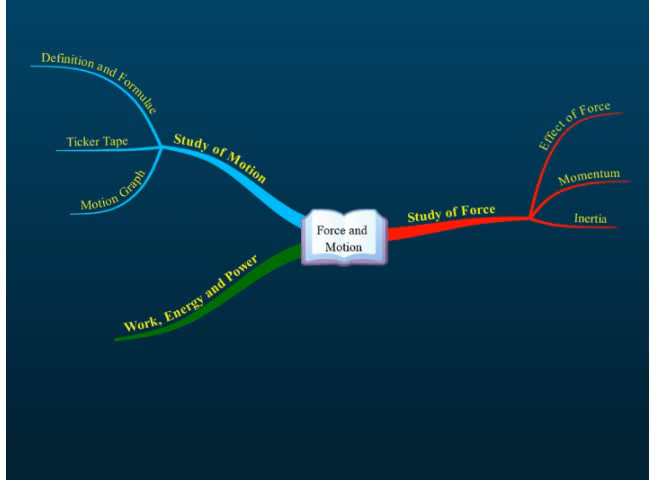 Definition and Formulae
Ticker Tape
Motion Graph
Study of Motion
Force and
Motion
Study of Force
Effect of Force
Momentum
Inertia
Work, Energy and Power